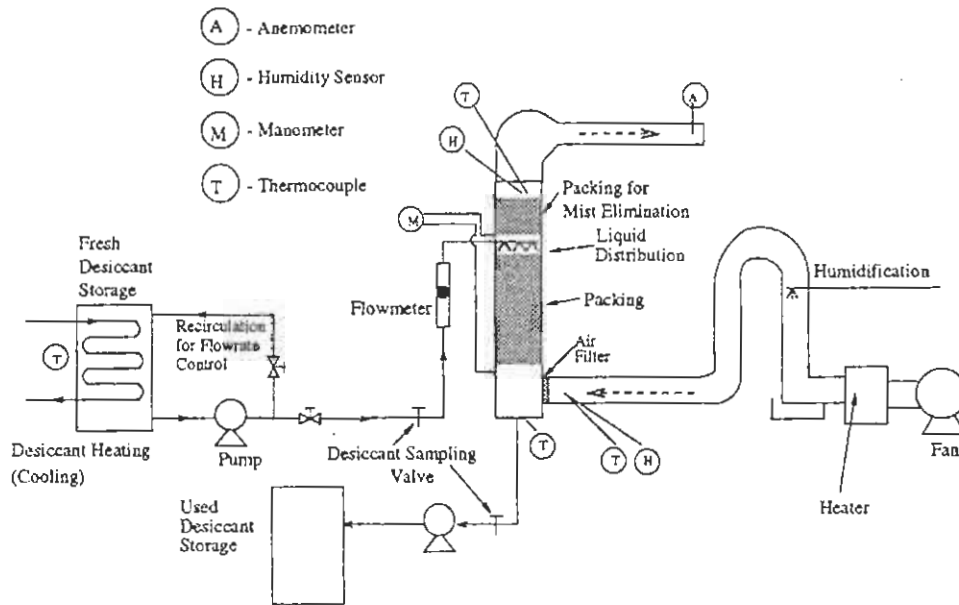 A - Anemometer
H - Humidity Sensor
M - Manometer
T - Thermocouple
T
A
H
Packing for
Mist Elimination
M
Liquid
Distribution
Fresh
Desiccant
Storage
Humidification
Flowmeter
Packing
Recirculation
for Flowrate
Control
T
Air
Filter
Desiccant Heating
(Cooling)
Pump
Desiccant Sampling
Valve
T
T
H
Fan
Used
Desiccant
Storage
Heater